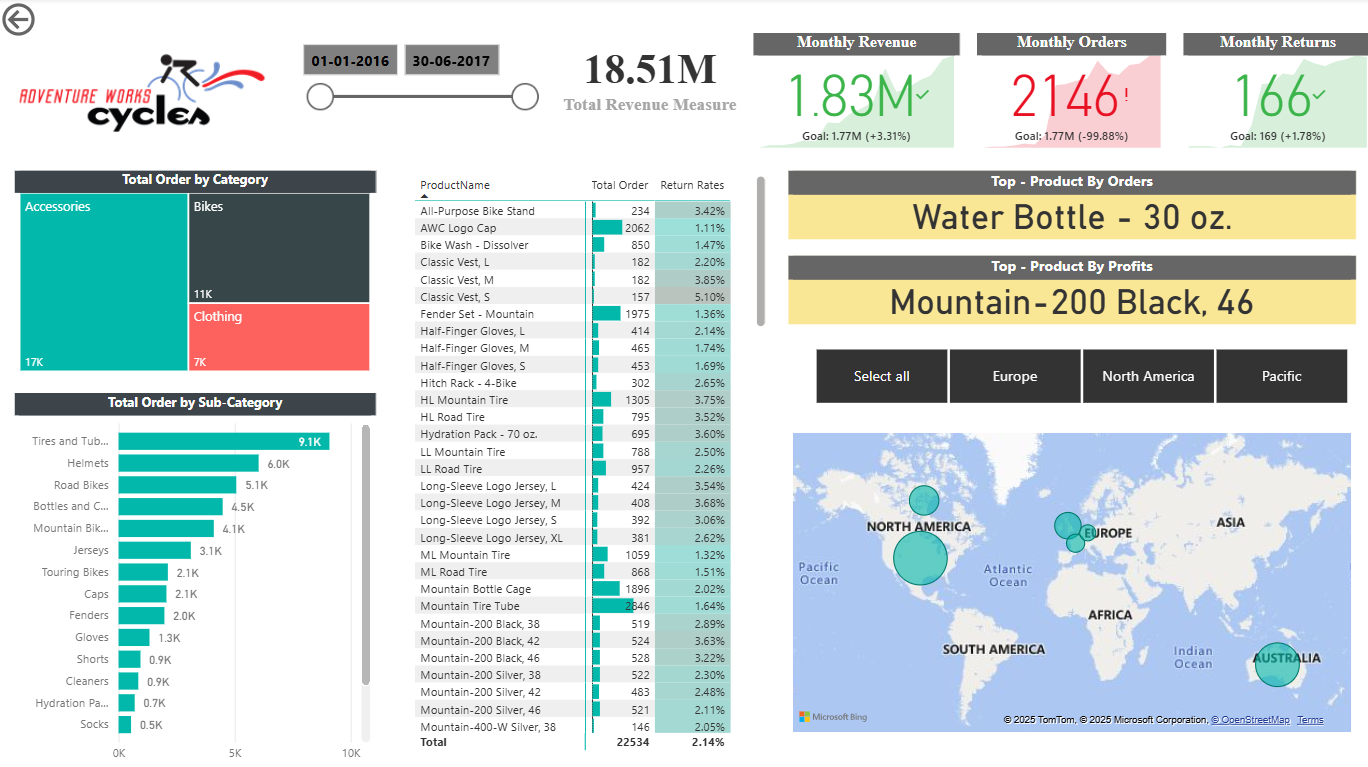 ADVENTURE WORKS
cycles
01-01-2016
30-06-2017
18.51M
Total Revenue Measure
Monthly Revenue
1.83M
Goal: 1.77M (+3.31%)
Monthly Orders
2146!
Goal: 1.77M (-99.88%)
Monthly Returns
166
Goal: 169 (+1.78%)
Total Order by Category
Accessories
17K
Bikes
11K
Clothing
7K
Total Order by Sub-Category
Tires and Tub... 9.1K
Helmets 6.0K
Road Bikes 5.1K
Bottles and C... 4.5K
Mountain Bik... 4.1K
Jerseys 3.1K
Touring Bikes 2.1K
Caps 2.1K
Fenders 2.0K
Gloves 1.3K
Shorts 0.9K
Cleaners 0.9K
Hydration Pa... 0.7K
Socks 0.5K
0K 5K 10K
ProductName Total Order Return Rates
All-Purpose Bike Stand 234 3.42%
AWC Logo Cap 2062 1.11%
Bike Wash - Dissolver 850 1.47%
Classic Vest, L 182 2.20%
Classic Vest, M 182 3.85%
Classic Vest, S 157 5.10%
Fender Set - Mountain 1975 1.36%
Half-Finger Gloves, L 414 2.14%
Half-Finger Gloves, M 465 1.74%
Half-Finger Gloves, S 453 1.69%
Hitch Rack - 4-Bike 302 2.65%
HL Mountain Tire 1305 3.75%
HL Road Tire 795 3.52%
Hydration Pack - 70 oz. 695 3.60%
LL Mountain Tire 788 2.50%
LL Road Tire 957 2.26%
Long-Sleeve Logo Jersey, L 424 3.54%
Long-Sleeve Logo Jersey, M 408 3.68%
Long-Sleeve Logo Jersey, S 392 3.06%
Long-Sleeve Logo Jersey, XL 381 2.62%
ML Mountain Tire 1059 1.32%
ML Road Tire 868 1.51%
Mountain Bottle Cage 1896 2.02%
Mountain Tire Tube 2846 1.64%
Mountain-200 Black, 38 519 2.89%
Mountain-200 Black, 42 524 3.63%
Mountain-200 Black, 46 528 3.22%
Mountain-200 Silver, 38 522 2.30%
Mountain-200 Silver, 42 483 2.48%
Mountain-200 Silver, 46 521 2.11%
Mountain-400-W Silver, 38 146 2.05%
Total 22534 2.14%
Top - Product By Orders
Water Bottle - 30 oz.
Top - Product By Profits
Mountain-200 Black, 46
Select all
Europe
North America
Pacific
NORTH AMERICA
EUROPE
ASIA
Pacific
Ocean
Atlantic
Ocean
AFRICA
SOUTH AMERICA
Indian
Ocean
AUSTRALIA
Microsoft Bing
© 2025 TomTom, © 2025 Microsoft Corporation, © OpenStreetMap Terms